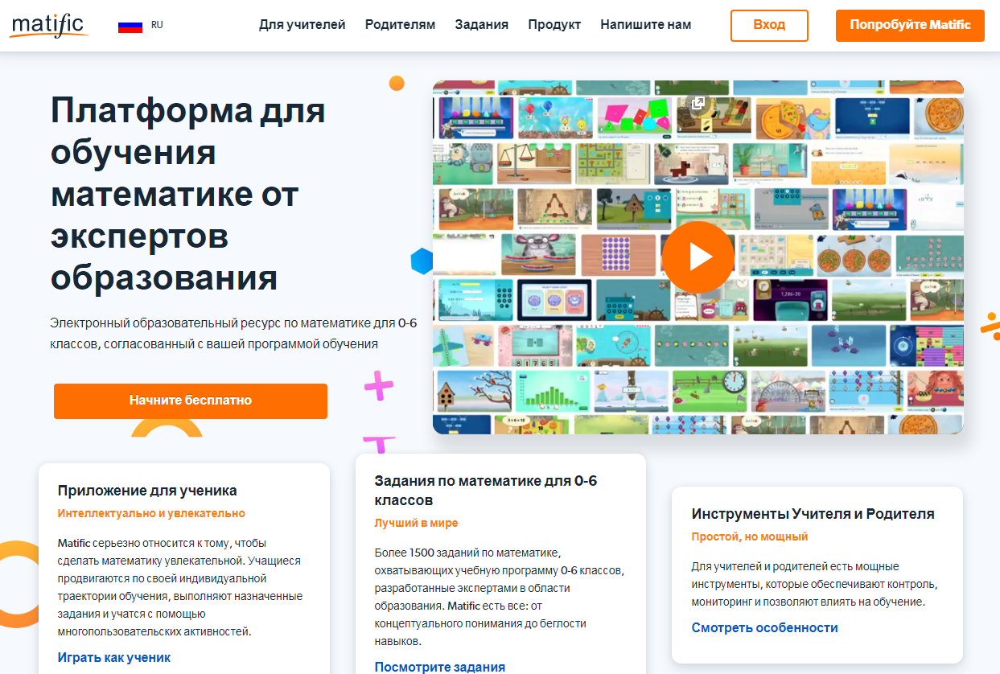 matific
RU
Для учителей
Родителям
Задания
Продукт
Напишите нам
Вход
Попробуйте Matific
Платформа для
обучения
математике от
экспертов
образования
Электронный образовательный ресурс по математике для 0-6
классов, согласованный с вашей программой обучения
Начните бесплатно
Приложение для ученика
Интеллектуально и увлекательно
Matific серьезно относится к тому, чтобы
сделать математику увлекательной. Учащиеся
продвигаются по своей индивидуальной
траектории обучения, выполняют назначенные
задания и учатся с помощью
многопользовательских активностей.
Играть как ученик
Задания по математике для 0-6
классов
Лучший в мире
Более 1500 заданий по математике,
охватывающих учебную программу 0-6 классов,
разработанные экспертами в области
образования. Matific есть все: от
концептуального понимания до беглости
навыков.
Посмотрите задания
Инструменты Учителя и Родителя
Простой, но мощный
Для учителей и родителей есть мощные
инструменты, которые обеспечивают контроль,
мониторинг и позволяют влиять на обучение.
Смотреть особенности